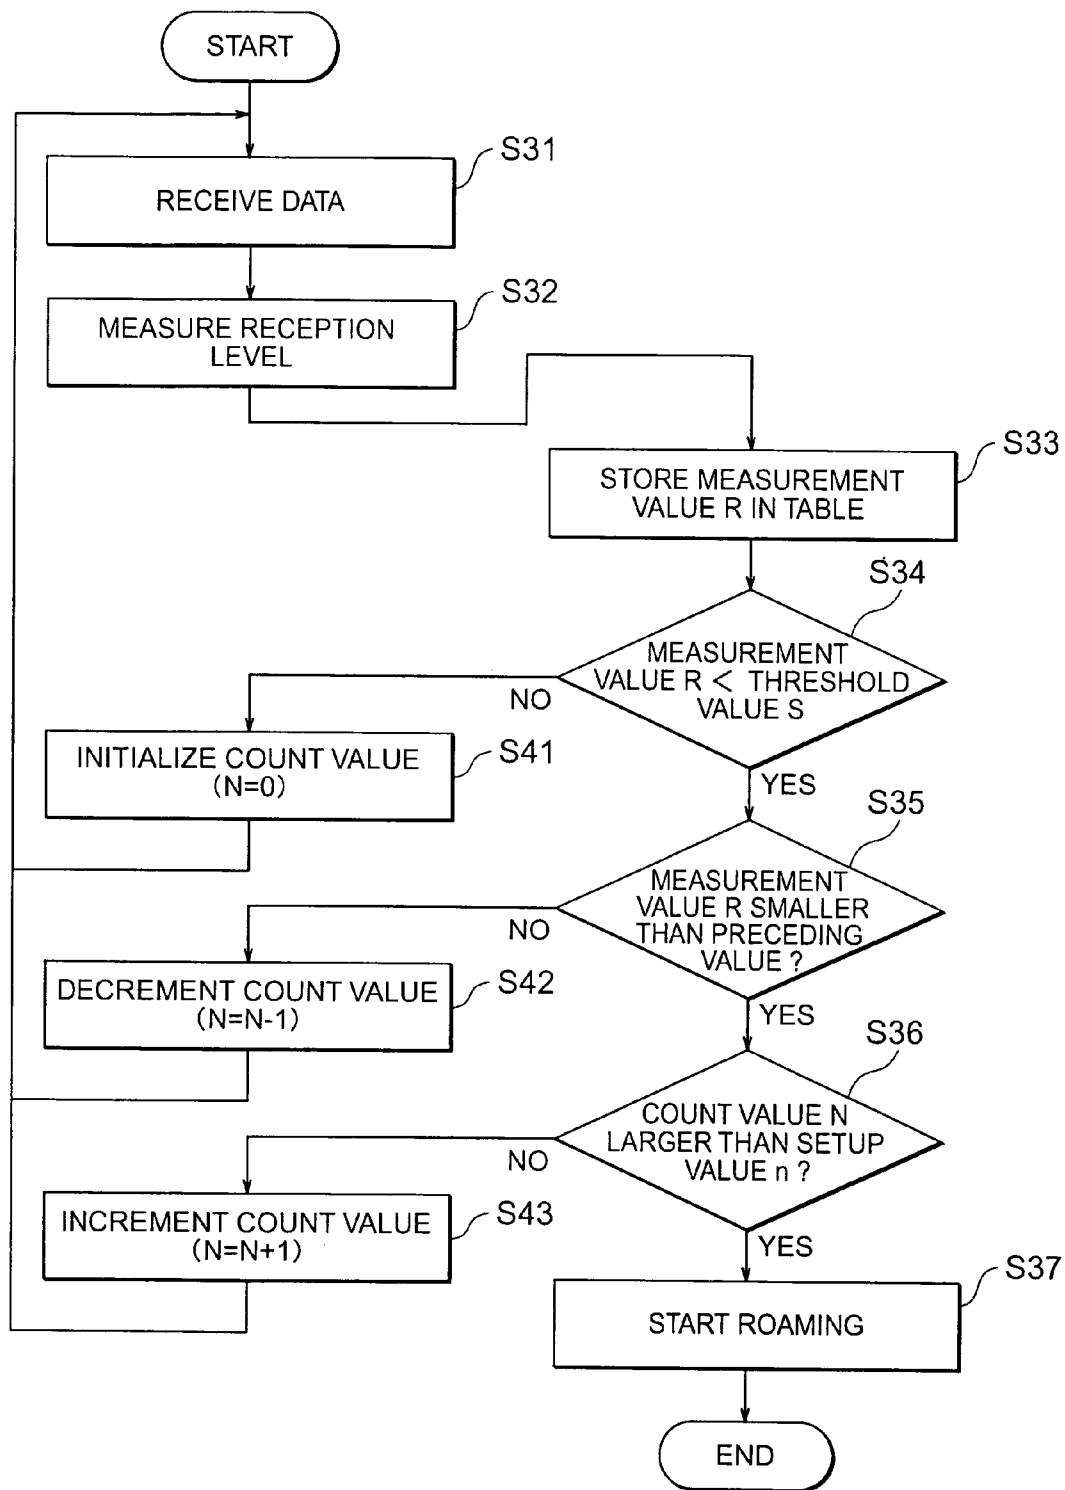 START
S31
RECEIVE DATA
S32
MEASURE RECEPTION
LEVEL
S33
STORE MEASUREMENT
VALUE R IN TABLE
S34
MEASUREMENT
VALUE R < THRESHOLD
VALUE S
NO
YES
S41
INITIALIZE COUNT VALUE
(N=0)
S35
MEASUREMENT
VALUE R SMALLER
THAN PRECEDING
VALUE ?
NO
YES
S42
DECREMENT COUNT VALUE
(N=N-1)
S36
COUNT VALUE N
LARGER THAN SETUP
VALUE n ?
NO
YES
S43
INCREMENT COUNT VALUE
(N=N+1)
S37
START ROAMING
END